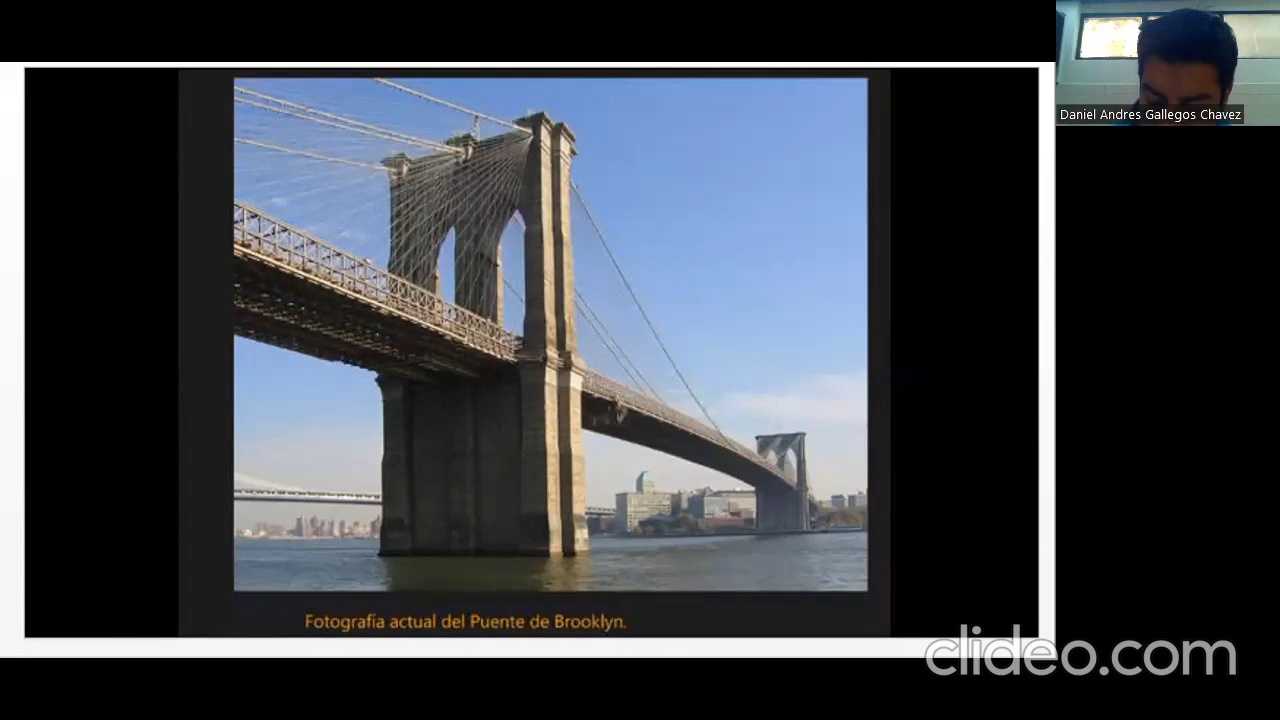 Daniel Andres Gallegos Chavez
Fotografía actual del Puente de Brooklyn.
clideo.com